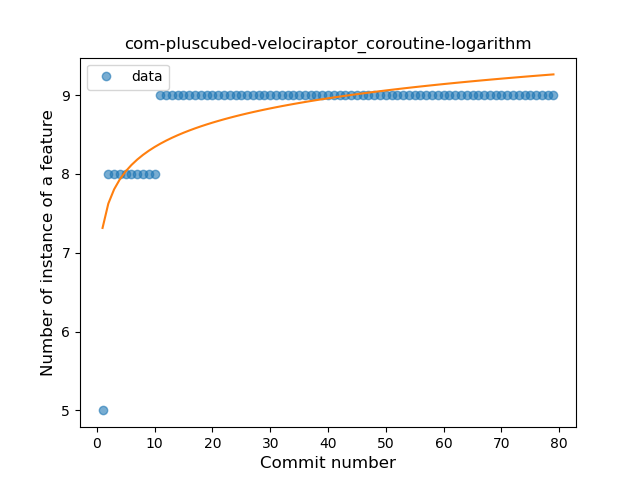 com-pluscubed-velociraptor_coroutine-logarithm
data
Number of instance of a feature
9
8
7
6
5
0 10 20 30 40 50 60 70 80
Commit number